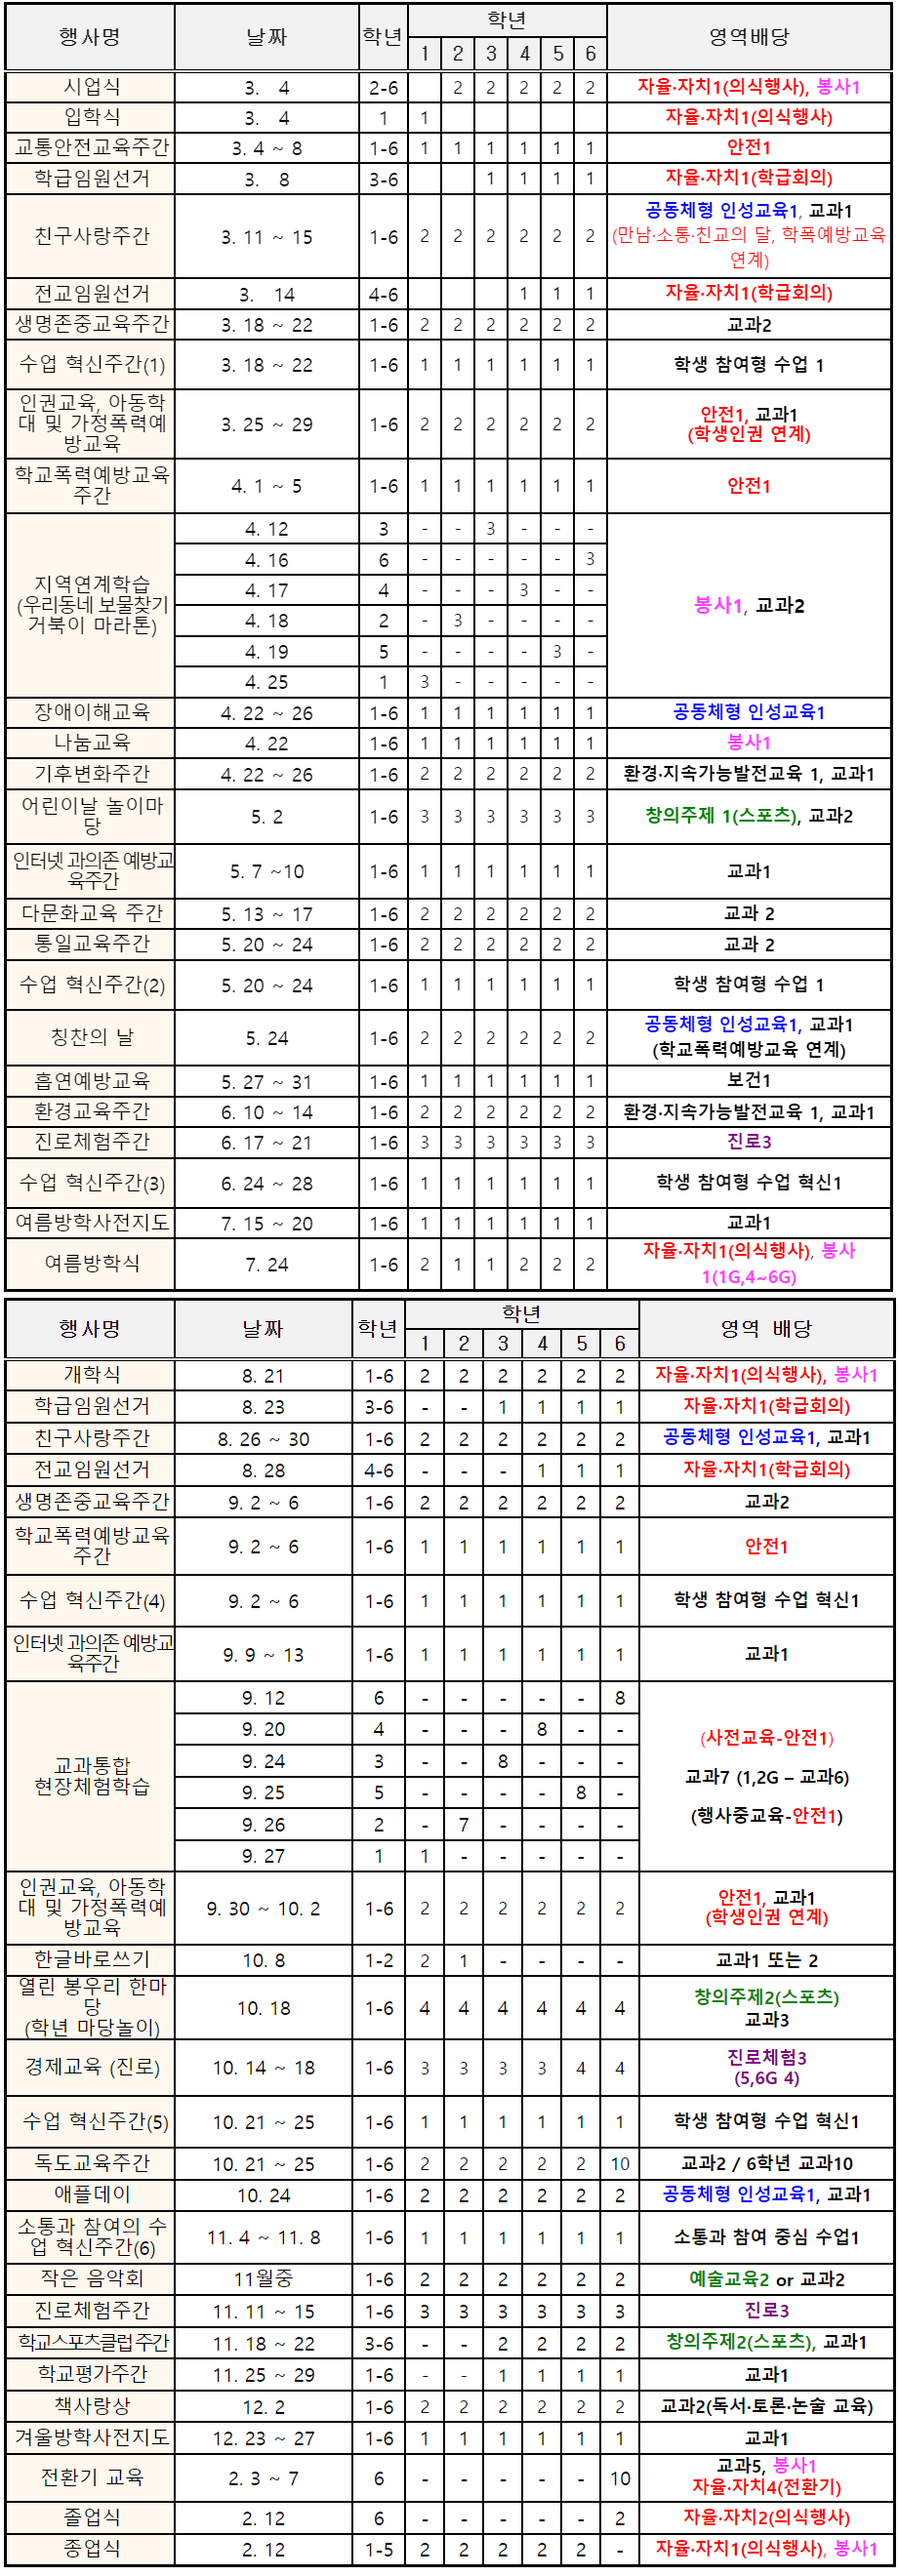 행사명 날짜 학년 학년 영역배당
1 2 3 4 5 6
시업식 3. 4 2-6 2 2 2 2 2 자율·자치1(의식행사), 봉사1
입학식 3. 4 1 1 자율·자치1(의식행사)
교통안전교육주간 3. 4 ~ 8 1-6 1 1 1 1 1 1 안전1
학급임원선거 3. 8 3-6 1 1 1 1 자율·자치1(학급회의)
친구사랑주간 3. 11 ~ 15 1-6 2 2 2 2 2 2 공동체형 인성교육1, 교과1
(만남·소통·친교의 달, 학폭예방교육
연계)
전교임원선거 3. 14 4-6 1 1 1 자율·자치1(학급회의)
생명존중교육주간 3. 18 ~ 22 1-6 2 2 2 2 2 2 교과2
수업 혁신주간(1) 3. 18 ~ 22 1-6 1 1 1 1 1 1 학생 참여형 수업 1
인권교육, 아동학
대 및 가정폭력예
방교육
3. 25 ~ 29 1-6 2 2 2 2 2 2 안전1, 교과1
(학생인권 연계)
학교폭력예방교육
주간
4. 1 ~ 5 1-6 1 1 1 1 1 1 안전1
지역연계학습
(우리동네 보물찾기
거북이 마라톤)
4. 12 3 - - 3 - - -
4. 16 6 - - - - - 3
4. 17 4 - - - 3 - -
4. 18 2 - 3 - - - -
4. 19 5 - - - - 3 -
4. 25 1 3 - - - - -
봉사1, 교과2
장애이해교육 4. 22 ~ 26 1-6 1 1 1 1 1 1 공동체형 인성교육1
나눔교육 4. 22 1-6 1 1 1 1 1 1 봉사1
기후변화주간 4. 22 ~ 26 1-6 2 2 2 2 2 2 환경·지속가능발전교육 1, 교과1
어린이날 놀이마
당
5. 2 1-6 3 3 3 3 3 3 창의주제 1(스포츠), 교과2
인터넷 과의존 예방교
육주간
5. 7 ~10 1-6 1 1 1 1 1 1 교과1
다문화교육 주간 5. 13 ~ 17 1-6 2 2 2 2 2 2 교과 2
통일교육주간 5. 20 ~ 24 1-6 2 2 2 2 2 2 교과 2
수업 혁신주간(2) 5. 20 ~ 24 1-6 1 1 1 1 1 1 학생 참여형 수업 1
칭찬의 날 5. 24 1-6 2 2 2 2 2 2 공동체형 인성교육1, 교과1
(학교폭력예방교육 연계)
흡연예방교육 5. 27 ~ 31 1-6 1 1 1 1 1 1 보건1
환경교육주간 6. 10 ~ 14 1-6 2 2 2 2 2 2 환경·지속가능발전교육 1, 교과1
진로체험주간 6. 17 ~ 21 1-6 3 3 3 3 3 3 진로3
수업 혁신주간(3) 6. 24 ~ 28 1-6 1 1 1 1 1 1 학생 참여형 수업 혁신1
여름방학사전지도 7. 15 ~ 20 1-6 1 1 1 1 1 1 교과1
여름방학식 7. 24 1-6 2 1 1 2 2 2 자율·자치1(의식행사), 봉사
1(1G,4~6G)
행사명 날짜 학년 학년 영역 배당
1 2 3 4 5 6
개학식 8. 21 1-6 2 2 2 2 2 2 자율·자치1(의식행사), 봉사1
학급임원선거 8. 23 3-6 - - 1 1 1 1 자율·자치1(학급회의)
친구사랑주간 8. 26 ~ 30 1-6 2 2 2 2 2 2 공동체형 인성교육1, 교과1
전교임원선거 8. 28 4-6 - - - 1 1 1 자율·자치1(학급회의)
생명존중교육주간 9. 2 ~ 6 1-6 2 2 2 2 2 2 교과2
학교폭력예방교육
주간
9. 2 ~ 6 1-6 1 1 1 1 1 1 안전1
수업 혁신주간(4) 9. 2 ~ 6 1-6 1 1 1 1 1 1 학생 참여형 수업 혁신1
인터넷 과의존 예방교
육주간
9. 9 ~ 13 1-6 1 1 1 1 1 1 교과1
교과통합
현장체험학습
9. 12 6 - - - - - 8
9. 20 4 - - - 8 - -
9. 24 3 - - 8 - - -
9. 25 5 - - - - 8 -
9. 26 2 - 7 - - - -
9. 27 1 1 - - - - -
(사전교육-안전1)
교과7 (1,2G – 교과6)
(행사중교육-안전1)
인권교육, 아동학
대 및 가정폭력예
방교육
9. 30 ~ 10. 2 1-6 2 2 2 2 2 2 안전1, 교과1
(학생인권 연계)
한글바로쓰기 10. 8 1-2 2 1 - - - - 교과1 또는 2
열린 봉우리 한마
당
(학년 마당놀이)
10. 18 1-6 4 4 4 4 4 4 창의주제2(스포츠)
교과3
경제교육 (진로) 10. 14 ~ 18 1-6 3 3 3 3 4 4 진로체험3
(5,6G 4)
수업 혁신주간(5) 10. 21 ~ 25 1-6 1 1 1 1 1 1 학생 참여형 수업 혁신1
독도교육주간 10. 21 ~ 25 1-6 2 2 2 2 2 10 교과2 / 6학년 교과10
애플데이 10. 24 1-6 2 2 2 2 2 2 공동체형 인성교육1, 교과1
소통과 참여의 수
업 혁신주간(6)
11. 4 ~ 11. 8 1-6 1 1 1 1 1 1 소통과 참여 중심 수업1
작은 음악회 11월중 1-6 2 2 2 2 2 2 예술교육2 or 교과2
진로체험주간 11. 11 ~ 15 1-6 3 3 3 3 3 3 진로3
학교스포츠클럽 주간 11. 18 ~ 22 3-6 - - 2 2 2 2 창의주제2(스포츠), 교과1
학교평가주간 11. 25 ~ 29 1-6 - - 1 1 1 1 교과1
책사랑상 12. 2 1-6 2 2 2 2 2 2 교과2(독서·토론·논술 교육)
겨울방학사전지도 12. 23 ~ 27 1-6 1 1 1 1 1 1 교과1
전환기 교육 2. 3 ~ 7 6 - - - - - 10 교과5, 봉사1
자율·자치4(전환기)
졸업식 2. 12 6 - - - - - 2 자율·자치2(의식행사)
종업식 2. 12 1-5 2 2 2 2 2 - 자율·자치1(의식행사), 봉사1